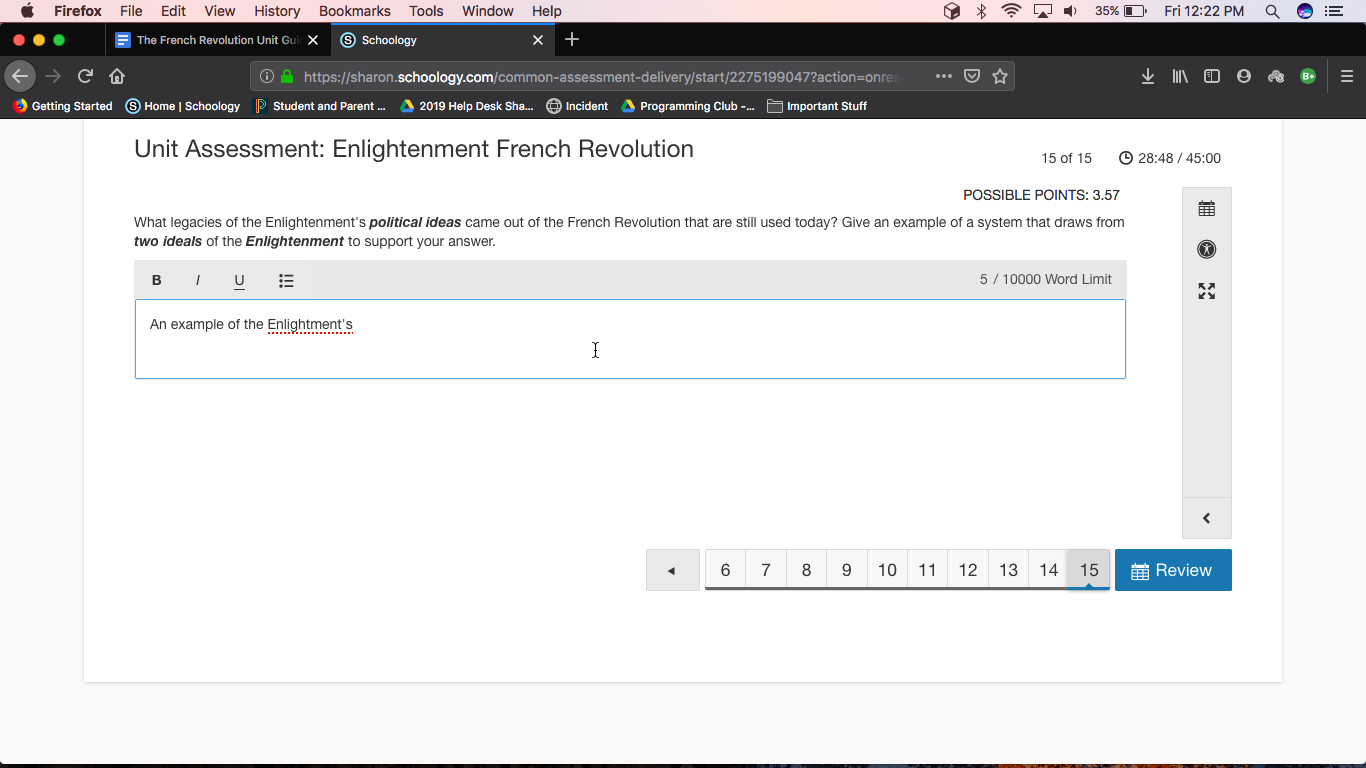 Firefox File Edit View History Bookmarks Tools Window Help 35% Fri 12:22 PM
The French Revolution Unit Gui Schoology
https://sharon.schoology.com/common-assessment-delivery/start/2275199047?action=onres
Getting Started Home | Schoology Student and Parent ... 2019 Help Desk Sha... Incident Programming Club -... Important Stuff
Unit Assessment: Enlightenment French Revolution
15 of 15 28:48 / 45:00
POSSIBLE POINTS: 3.57
What legacies of the Enlightenment's political ideas came out of the French Revolution that are still used today? Give an example of a system that draws from
two ideals of the Enlightenment to support your answer.
B I U 5 / 10000 Word Limit
An example of the Enlightment's
6 7 8 9 10 11 12 13 14 15 Review